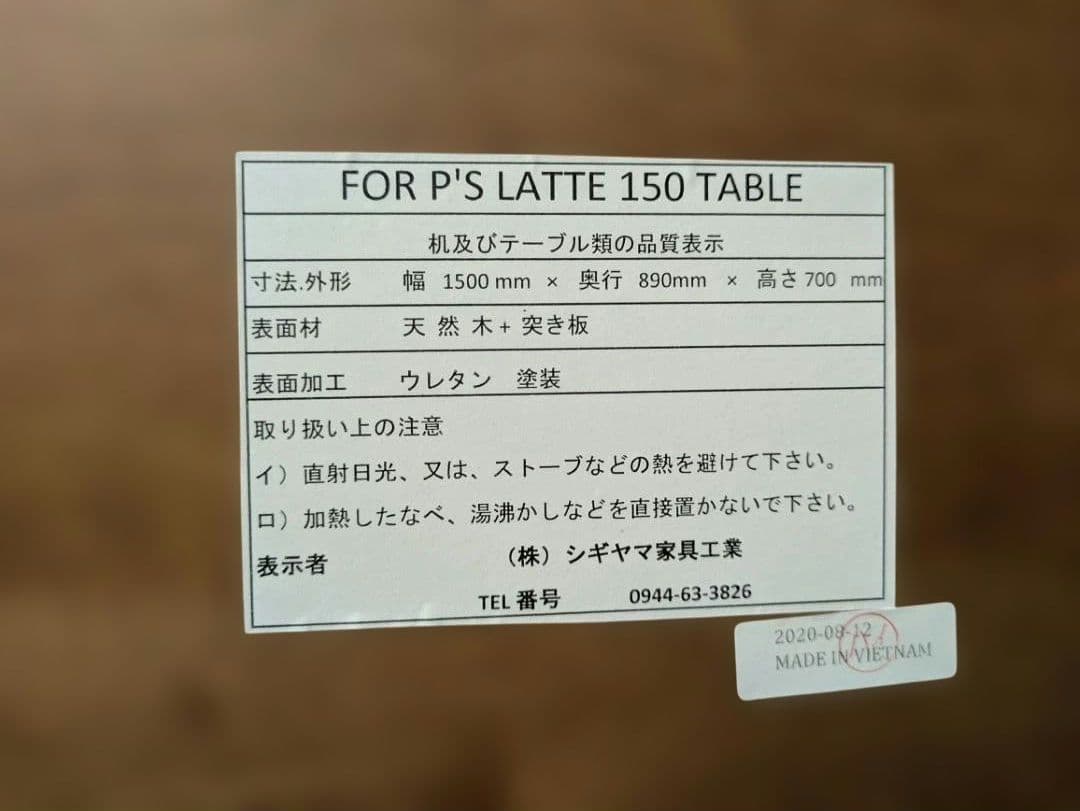 FOR P'S LATTE 150 TABLE
机及びテーブル類の品質表示
寸法.外形 幅 1500 mm × 奥行 890mm × 高さ 700 mm
表面材 天 然 木 + 突き板
表面加工 ウレタン 塗装
取り扱い上の注意
イ）直射日光、又は、ストーブなどの熱を避けて下さい。
ロ）加熱したなべ、湯沸かしなどを直接置かないで下さい。
表示者 （株）シギヤマ家具工業
TEL 番号 0944-63-3826
2020-08-12
MADE IN VIETNAM